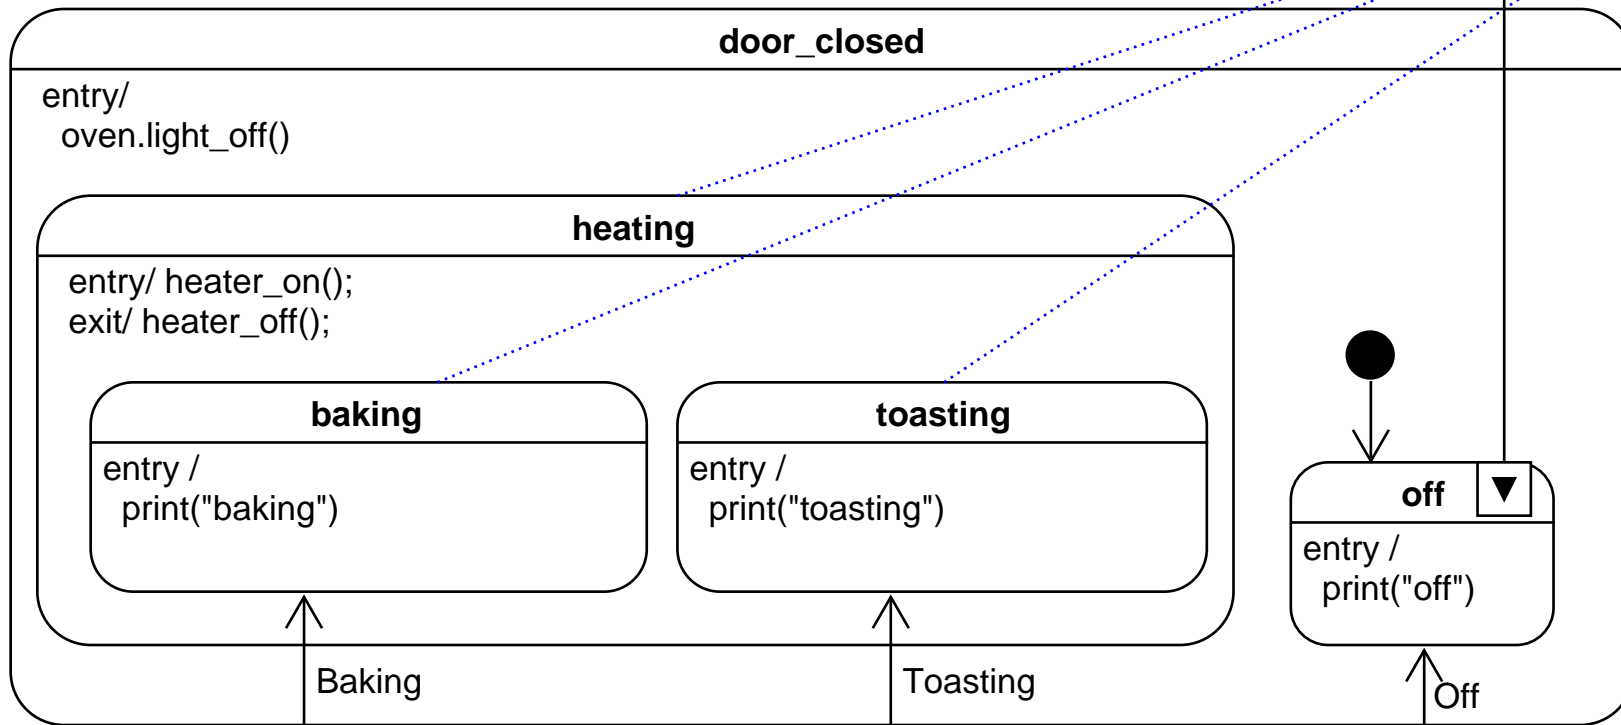 door_closed
entry/
oven.light_off()
heating
entry/ heater_on();
exit/ heater_off();
baking
entry /
print("baking")
toasting
entry /
print("toasting")
off
entry /
print("off")
Baking
Toasting
Off